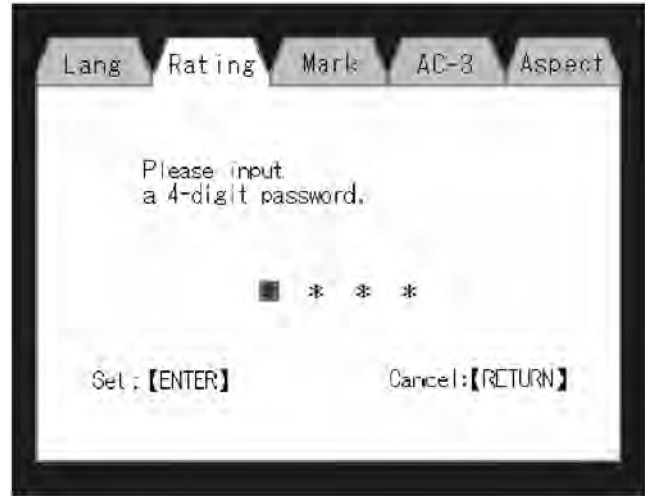 Lang Rating Mark AC-3 Aspect
Please input
a 4-digit password.
* * *
Set:【ENTER】 Cancel:【RETURN】